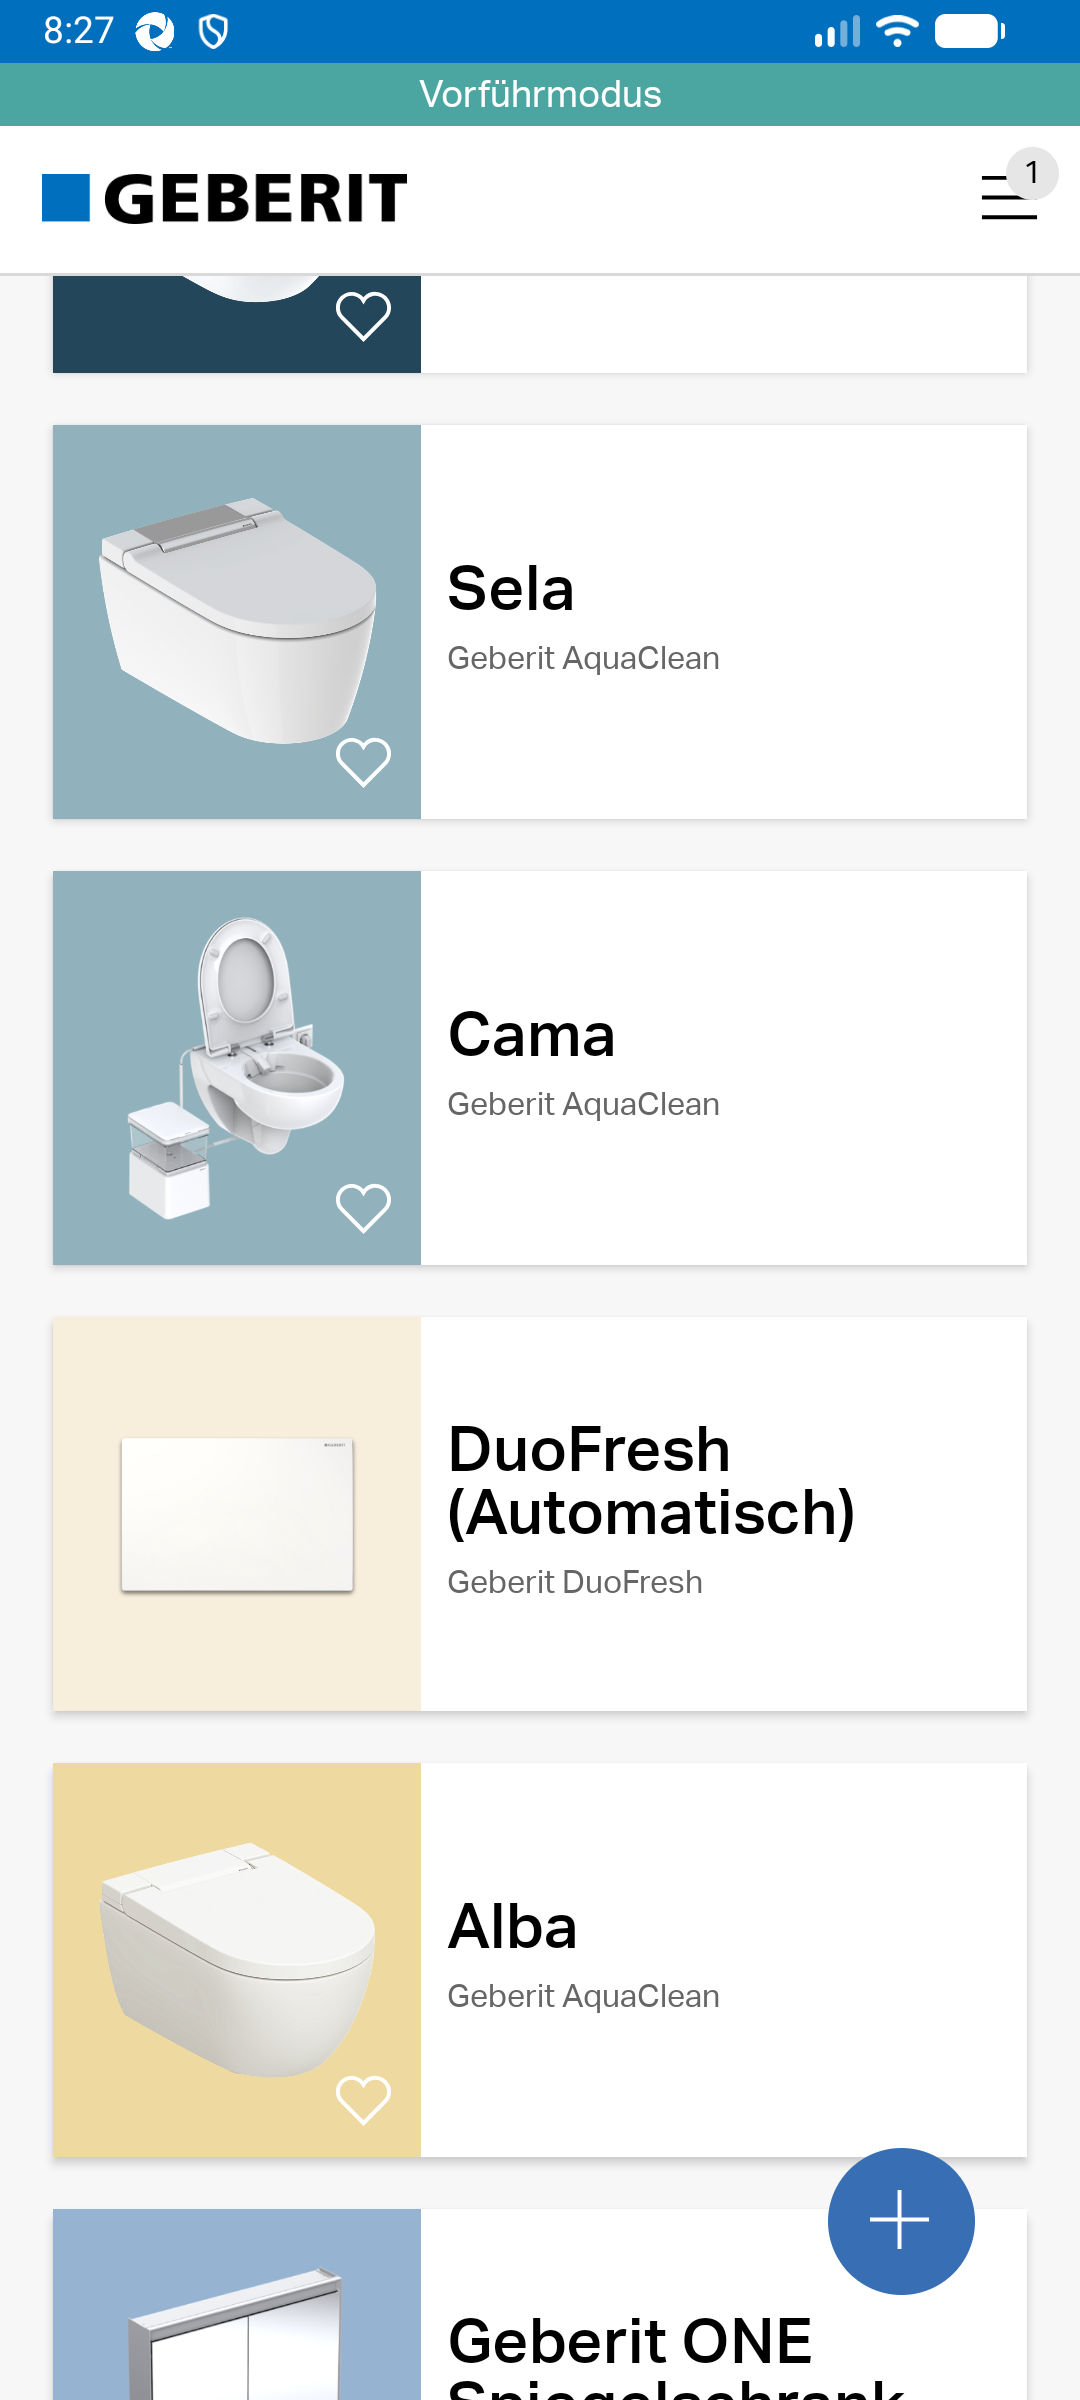 8:27
Vorführmodus
GEBERIT
1
Sela
Geberit AquaClean
Cama
Geberit AquaClean
DuoFresh
(Automatisch)
Geberit DuoFresh
Alba
Geberit AquaClean
Geberit ONE
Spiegelschrank